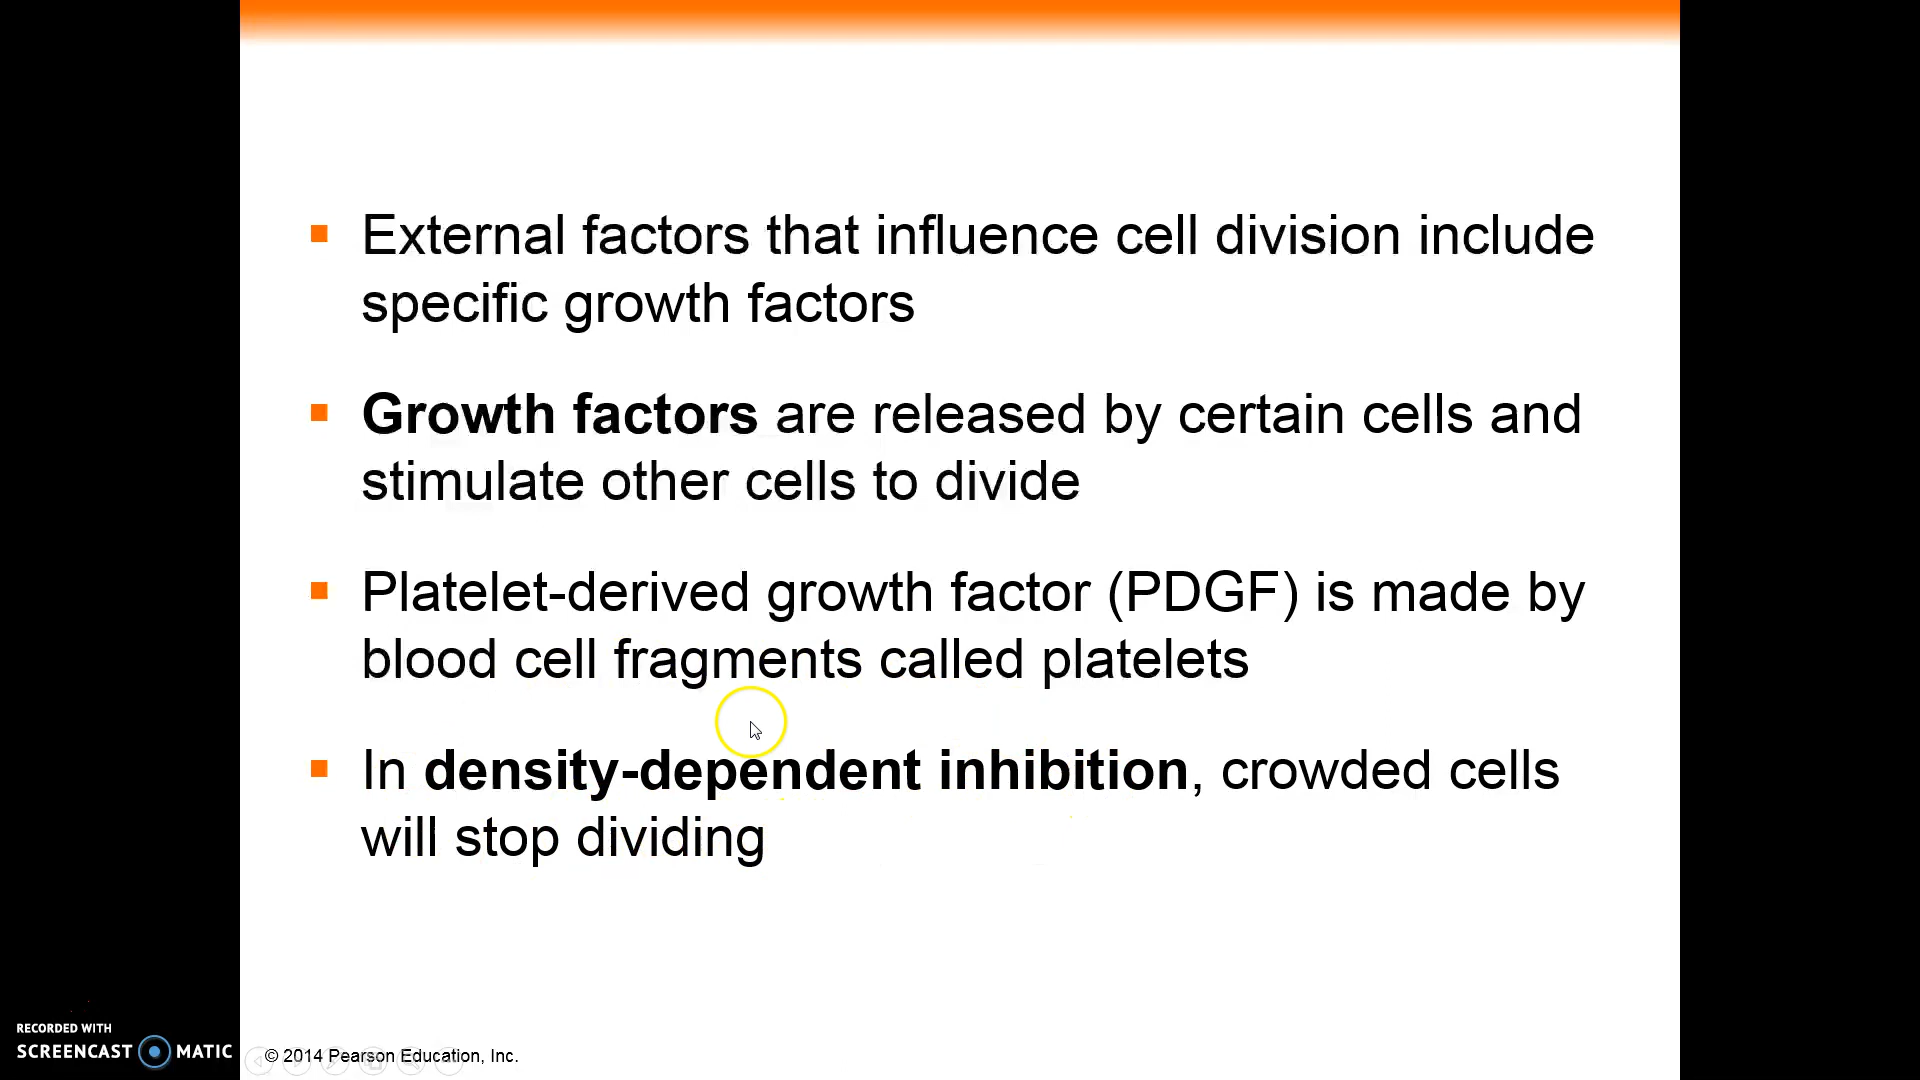 External factors that influence cell division include
specific growth factors
Growth factors are released by certain cells and
stimulate other cells to divide
Platelet-derived growth factor (PDGF) is made by
blood cell fragments called platelets
In density-dependent inhibition, crowded cells
will stop dividing
RECORDED WITH
SCREENCAST MATIC
© 2014 Pearson Education, Inc.